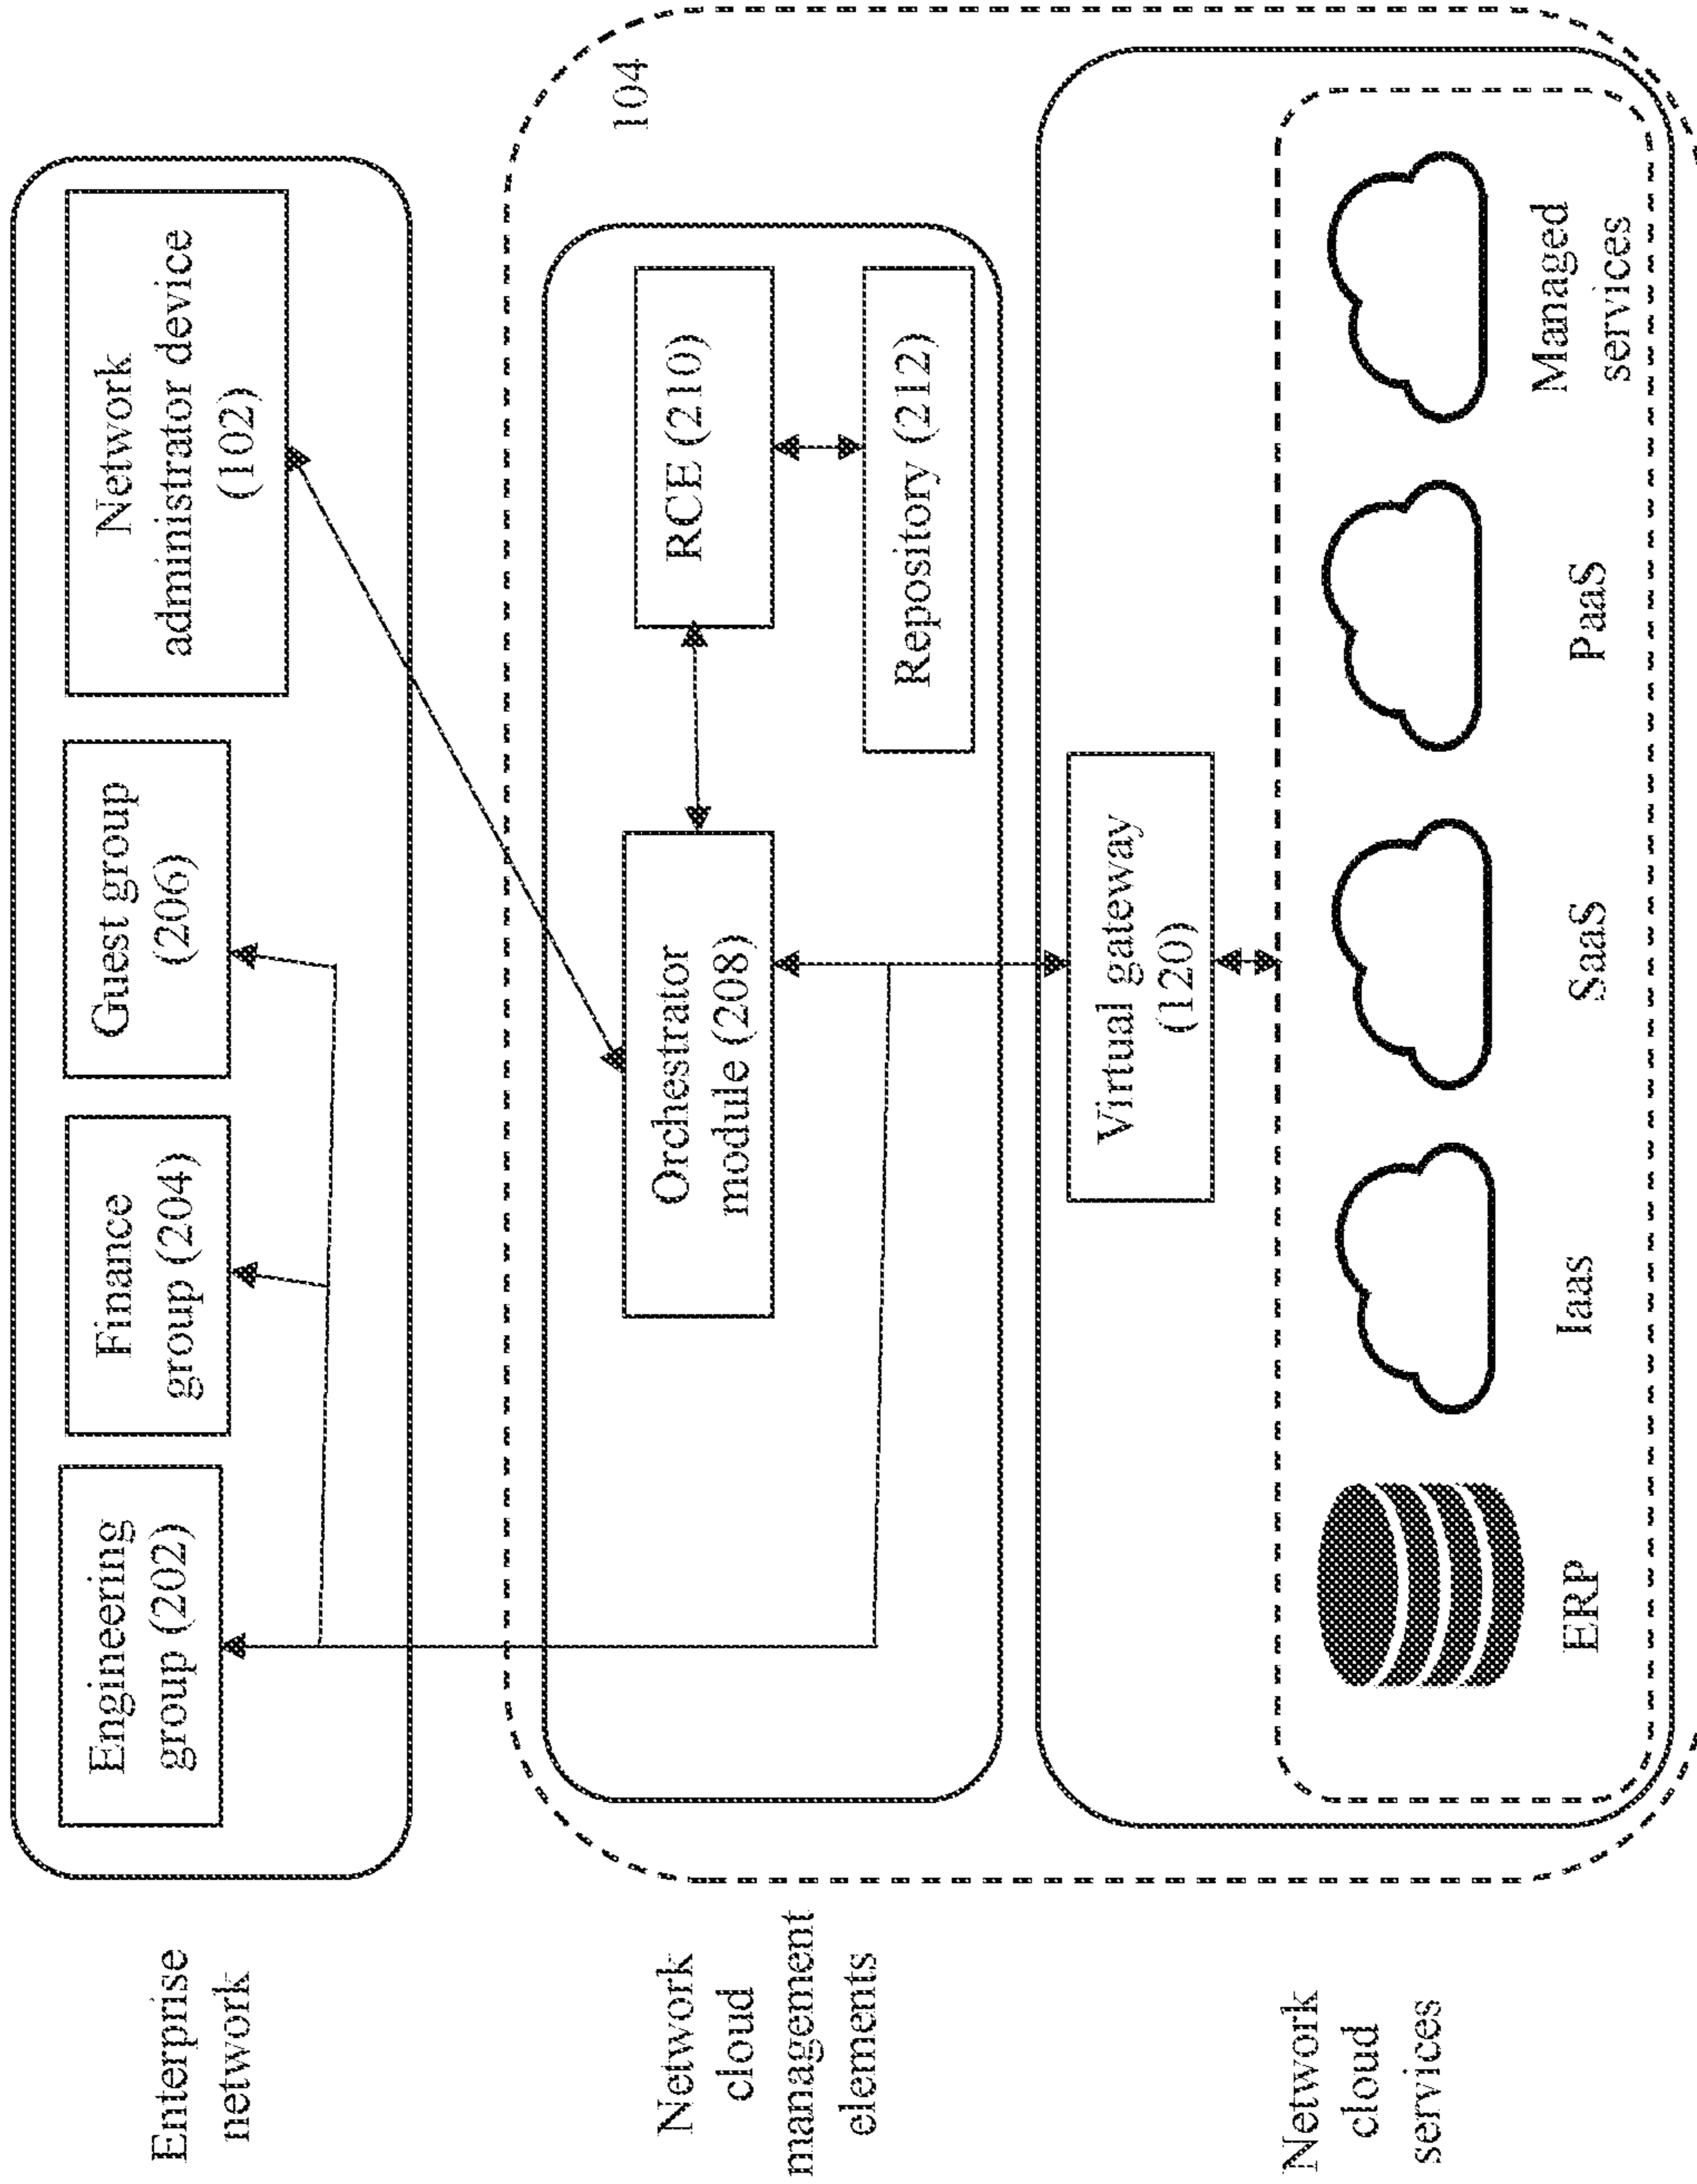 Enterprise
network
Engineering
group (202)
Finance
group (204)
Guest group
(206)
Network
administrator device
(102)
104
Network
cloud
management
elements
Orchestrator
module (208)
RCE (210)
Repository (212)
Network
cloud
services
Virtual gateway
(120)
ERP
Iaas
SaaS
PaaS
Managed
services